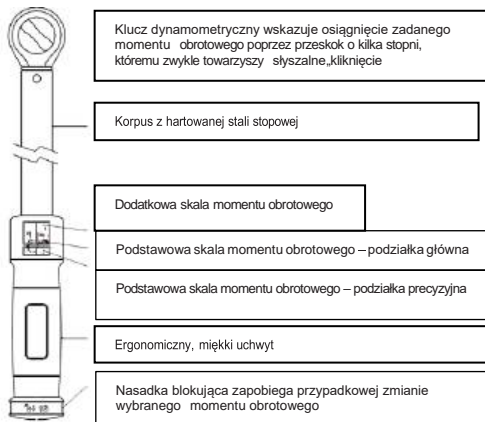 Klucz dynamometryczny wskazuje osiągnięcie zadanego
momentu obrotowego poprzez przeskok o kilka stopni,
któremu zwykle towarzyszy słyszalne„kliknięcie
Korpus z hartowanej stali stopowej
Dodatkowa skala momentu obrotowego
Podstawowa skala momentu obrotowego – podziałka główna
Podstawowa skala momentu obrotowego – podziałka precyzyjna
Ergonomiczny, miękki uchwyt
Nasadka blokująca zapobiega przypadkowej zmianie
wybranego momentu obrotowego